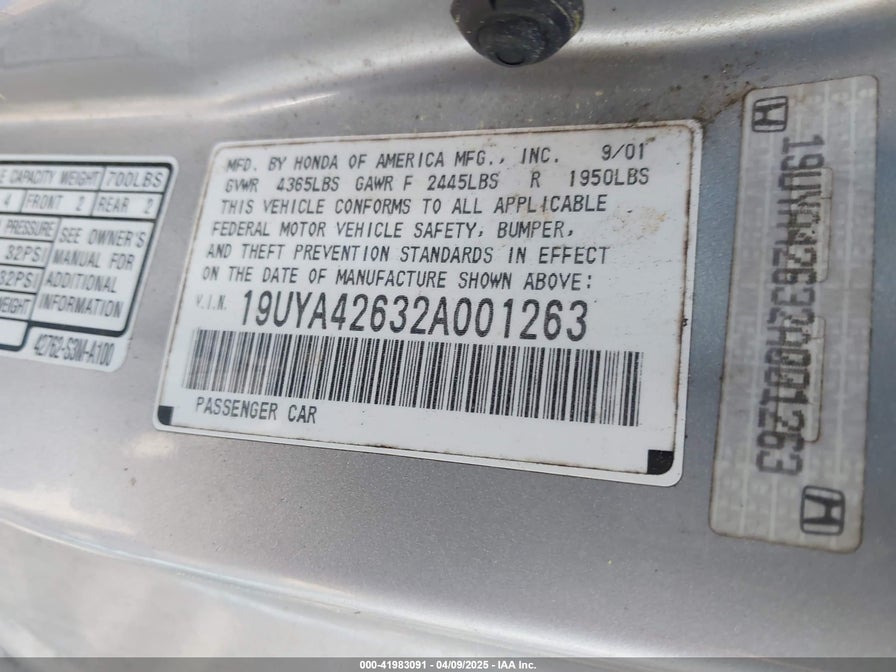 E CAPACITY WEIGHT 700LBS
4 FRONT 2 REAR 2
PRESSURE SEE OWNER'S
32PSI MANUAL FOR
32PSI ADDITIONAL
WEIGHT INFORMATION
42762-S3M-A100
MFD. BY HONDA OF AMERICA MFG., INC. 9/01
GVWR 4365LBS GAWR F 2445LBS R 1950LBS
THIS VEHICLE CONFORMS TO ALL APPLICABLE
FEDERAL MOTOR VEHICLE SAFETY, BUMPER,
AND THEFT PREVENTION STANDARDS IN EFFECT
ON THE DATE OF MANUFACTURE SHOWN ABOVE:
V.I.N. 19UYA42632A001263
PASSENGER CAR
19UYA42632A001263
000-41983091 - 04/09/2025 - IAA Inc.